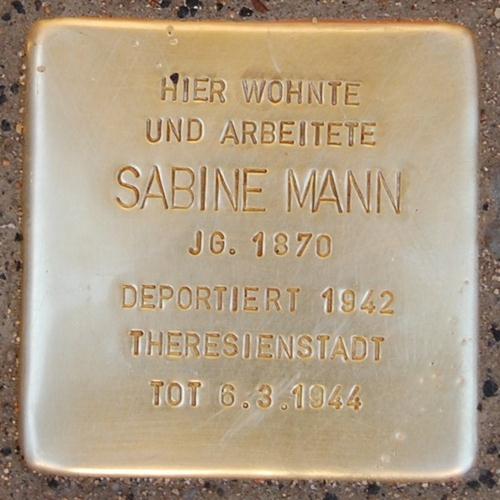 HIER WOHNTE
UND ARBEITETE
SABINE MANN
JG. 1870
DEPORTIERT 1942
THERESIENSTADT
TOT 6.3.1944